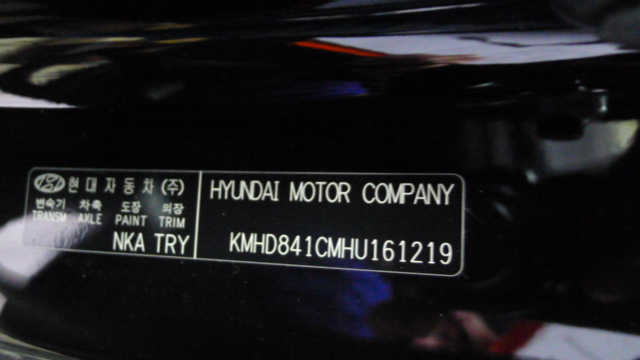 현대자동차(주)
변속기 차축 도장 의장
TRANSM AXLE PAINT TRIM
NKA TRY
HYUNDAI MOTOR COMPANY
KMHD841CMHU161219